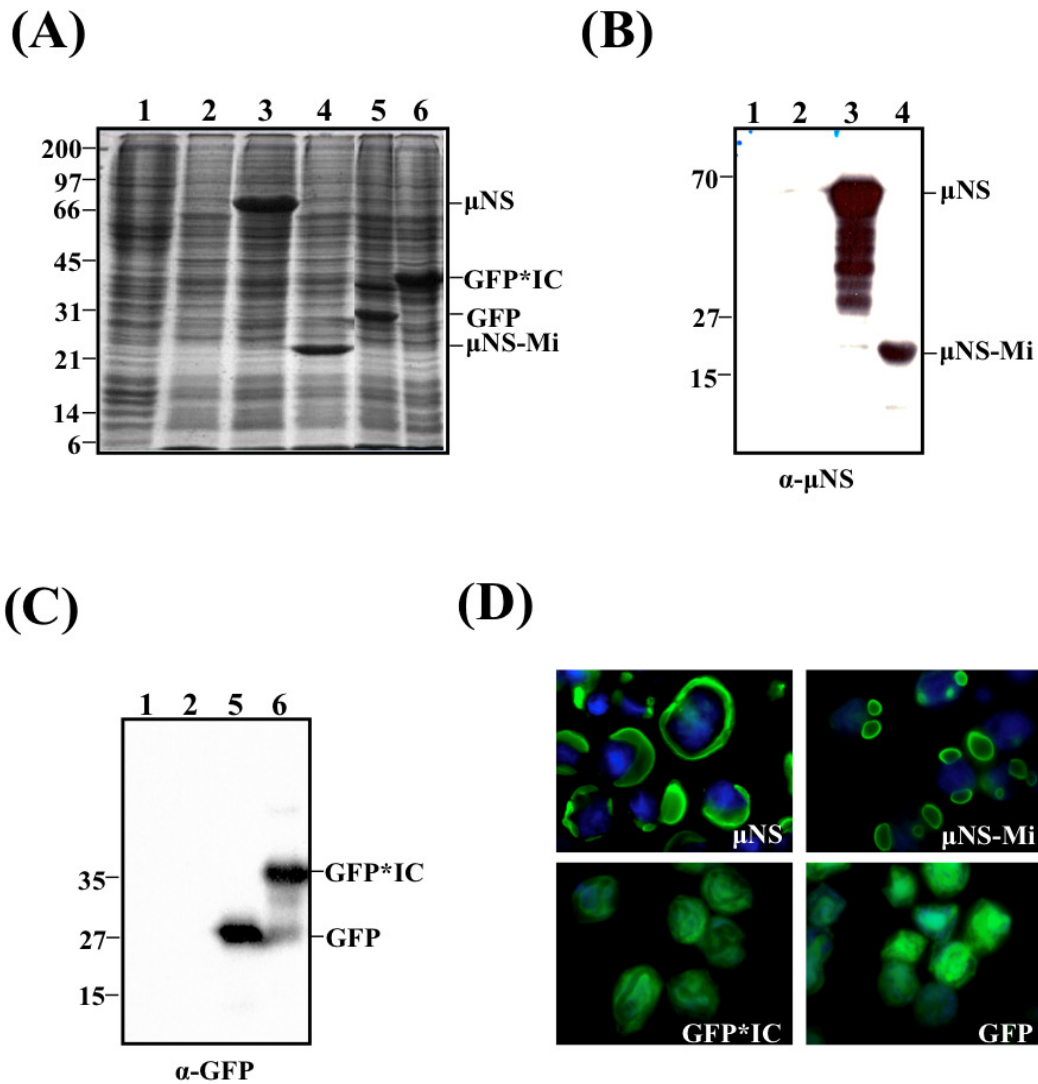 (A)
1 2 3 4 5 6
200
97
66
45
31
21
14
6
μNS
GFP*IC
GFP
μNS-Mi
(B)
1 2 3 4
70
27
15
μNS
μNS-Mi
α-μNS
(C)
1 2 5 6
35
27
15
GFP*IC
GFP
α-GFP
(D)
μNS
μNS-Mi
GFP*IC
GFP